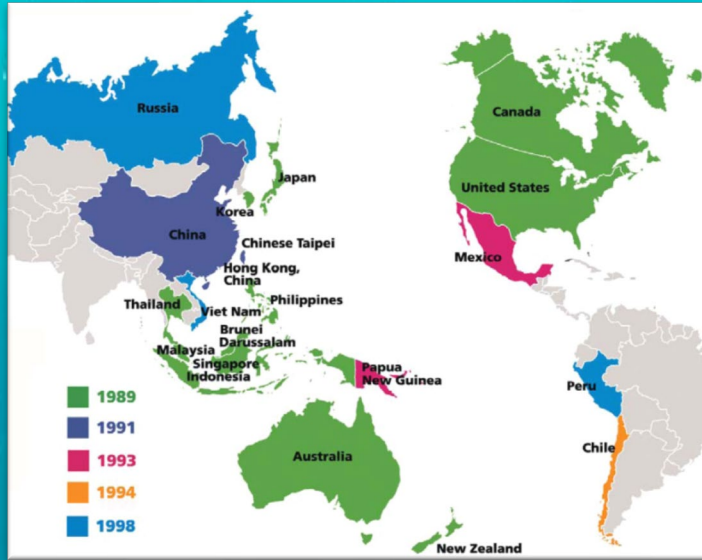 Russia
Canada
Japan
United States
Korea
China
Chinese Taipei
Mexico
Hong Kong,
China
Thailand
Philippines
Viet Nam
Brunei
Darussalam
Malaysia
Singapore
Indonesia
Papua
New Guinea
Peru
1989
1991
Chile
Australia
1993
1994
1998
New Zealand